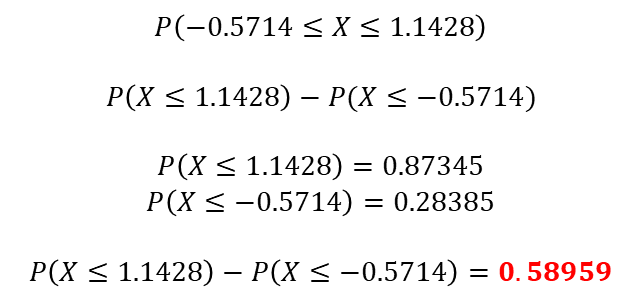 P(−0.5714 ≤ X ≤ 1.1428)
P(X ≤ 1.1428) − P(X ≤ −0.5714)
P(X ≤ 1.1428) = 0.87345
P(X ≤ −0.5714) = 0.28385
P(X ≤ 1.1428) − P(X ≤ −0.5714) = 0.58959